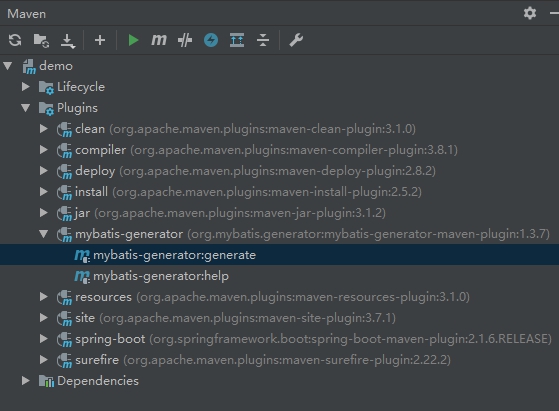 Maven
demo
Lifecycle
Plugins
clean (org.apache.maven.plugins:maven-clean-plugin:3.1.0)
compiler (org.apache.maven.plugins:maven-compiler-plugin:3.8.1)
deploy (org.apache.maven.plugins:maven-deploy-plugin:2.8.2)
install (org.apache.maven.plugins:maven-install-plugin:2.5.2)
jar (org.apache.maven.plugins:maven-jar-plugin:3.1.2)
mybatis-generator (org.mybatis.generator:mybatis-generator-maven-plugin:1.3.7)
mybatis-generator:generate
mybatis-generator:help
resources (org.apache.maven.plugins:maven-resources-plugin:3.1.0)
site (org.apache.maven.plugins:maven-site-plugin:3.7.1)
spring-boot (org.springframework.boot:spring-boot-maven-plugin:2.1.6.RELEASE)
surefire (org.apache.maven.plugins:maven-surefire-plugin:2.22.2)
Dependencies